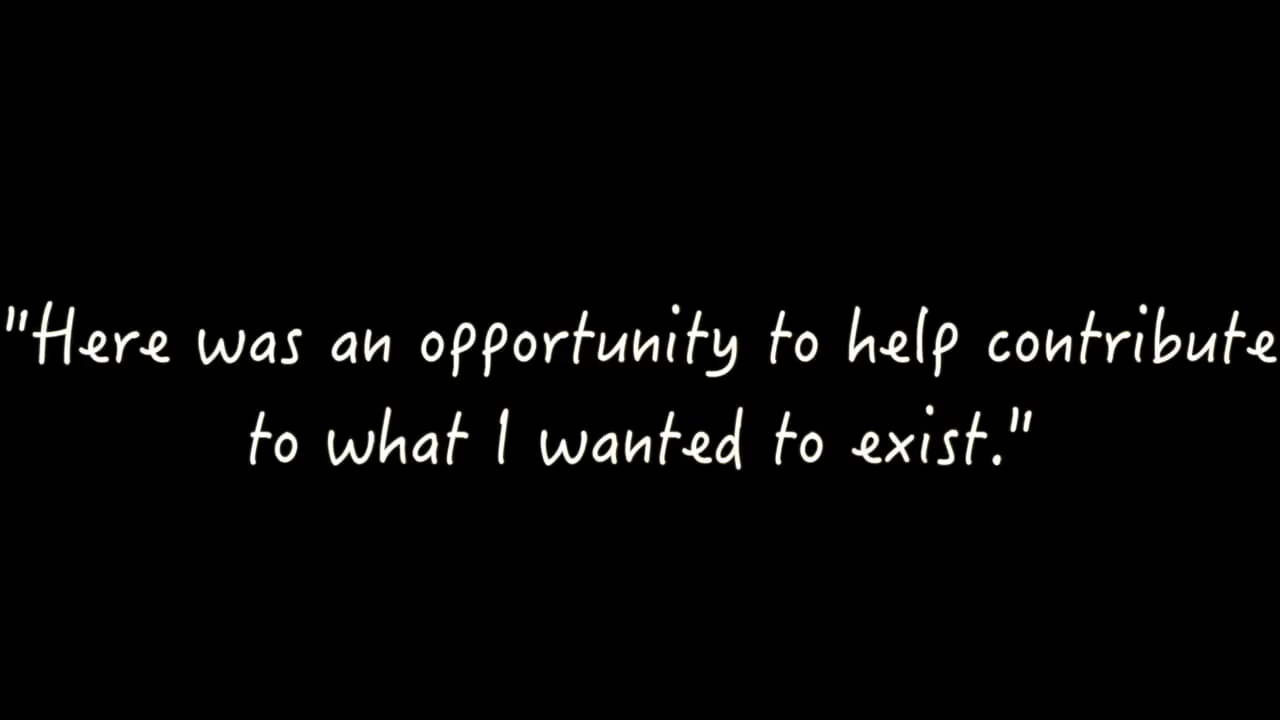 "Here was an opportunity to help contribute
to what I wanted to exist."